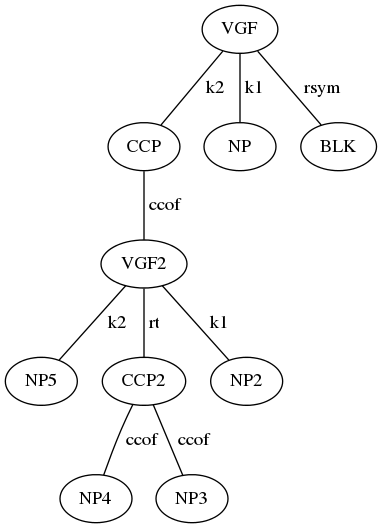 VGF
k2 k1 rsym
CCP NP BLK
ccof
VGF2
k2 rt k1
NP5 CCP2 NP2
ccof ccof
NP4 NP3